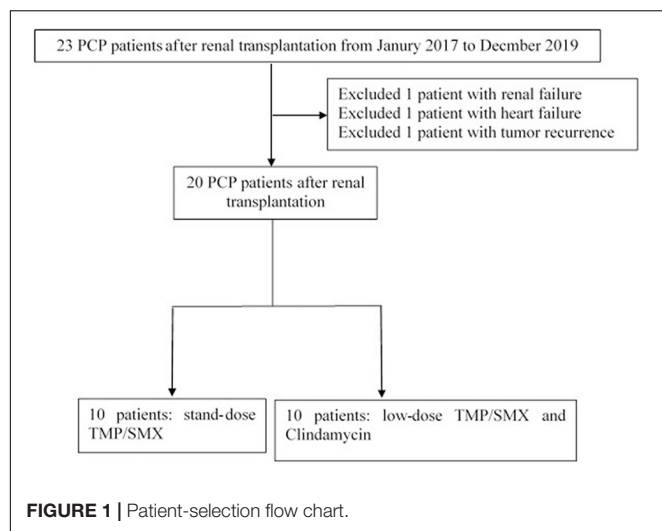 23 PCP patients after renal transplantation from Janury 2017 to Decmber 2019
Excluded 1 patient with renal failure
Excluded 1 patient with heart failure
Excluded 1 patient with tumor recurrence
20 PCP patients after renal
transplantation
10 patients: stand-dose
TMP/SMX
10 patients: low-dose TMP/SMX and
Clindamycin
FIGURE 1 | Patient-selection flow chart.